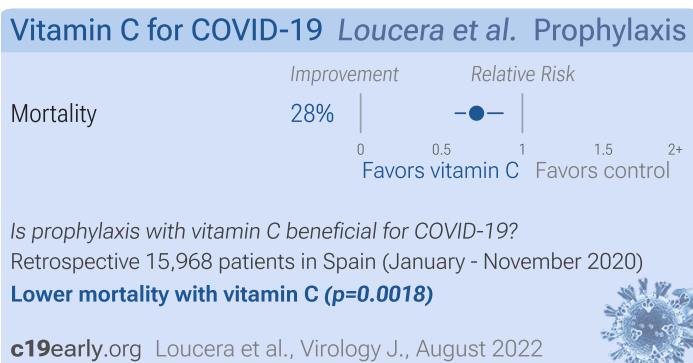 Vitamin C for COVID-19 Loucera et al. Prophylaxis
Improvement Relative Risk
Mortality 28%
0 0.5 1 1.5 2+
Favors vitamin C Favors control
Is prophylaxis with vitamin C beneficial for COVID-19?
Retrospective 15,968 patients in Spain (January - November 2020)
Lower mortality with vitamin C (p=0.0018)
c19early.org Loucera et al., Virology J., August 2022